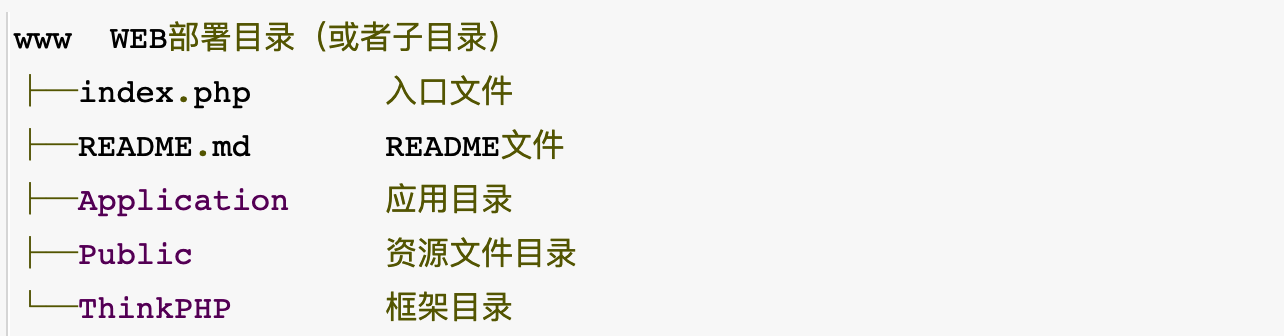 www  WEB部署目录（或者子目录）
├──index.php       入口文件
├──README.md       README文件
├──Application     应用目录
├──Public          资源文件目录
└──ThinkPHP        框架目录